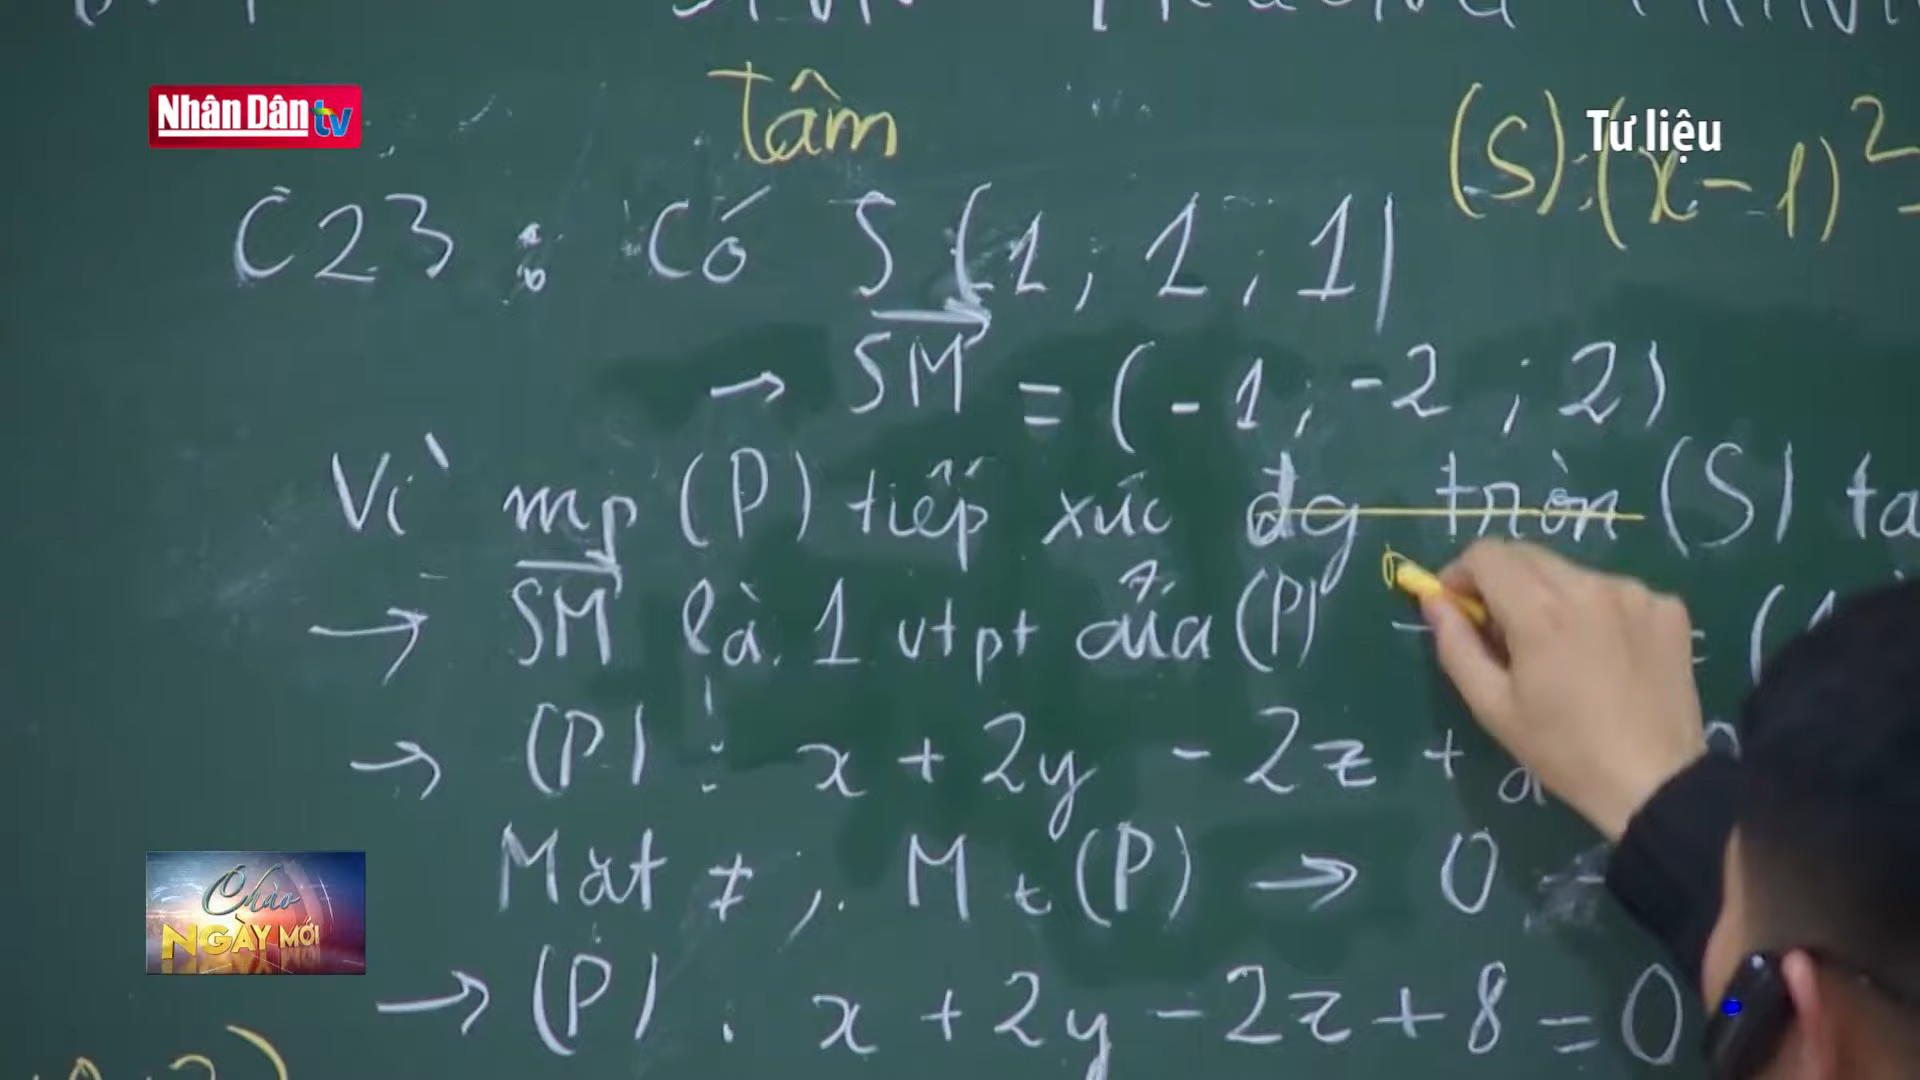 Nhân Dân tv
Tư liệu
tâm
(S): (x-1)²
C23: Có S(1; 1; 1)
→ SM = (-1; -2; 2)
Vì mp (P) tiếp xúc đg tròn (S)
→ SM là 1 vtpt của (P)
→ (P): x + 2y - 2z +
Mặt ≠; M ∈ (P) → 0
→ (P): x + 2y - 2z + 8 = 0
Chào
NGÀY MỚI